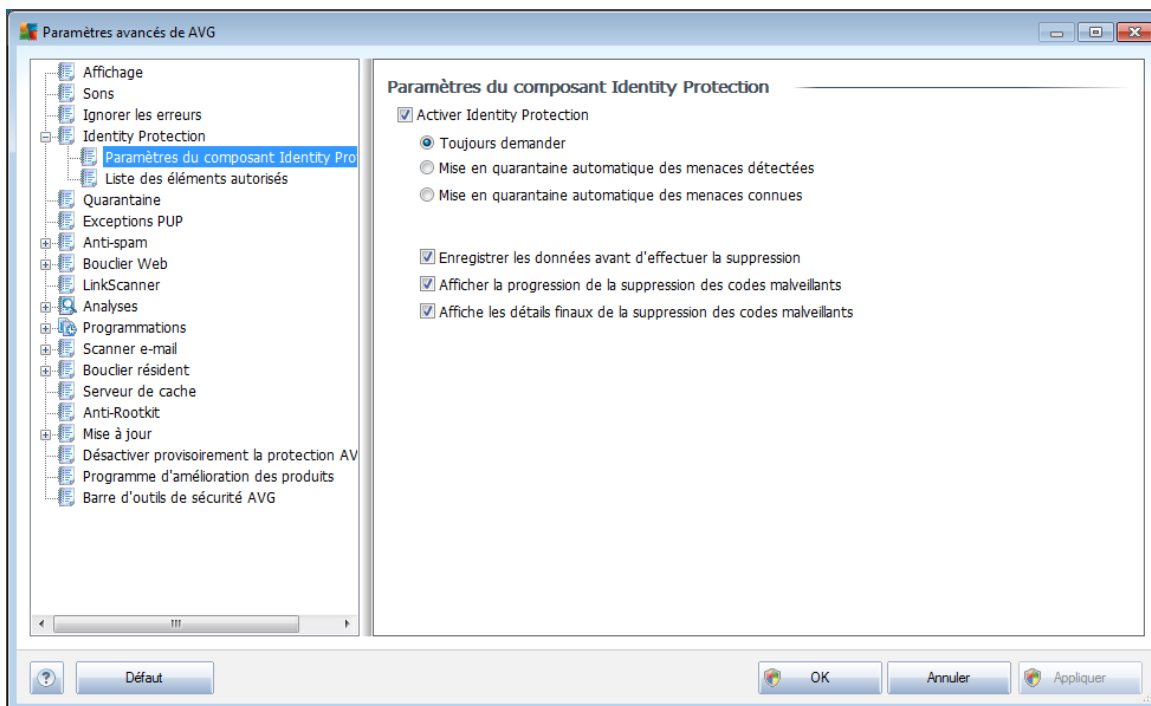 Paramètres avancés de AVG
Affichage
Sons
Ignorer les erreurs
Identity Protection
Paramètres du composant Identity Pro
Liste des éléments autorisés
Quarantaine
Exceptions PUP
Anti-spam
Bouclier Web
LinkScanner
Analyses
Programmations
Scanner e-mail
Bouclier résident
Serveur de cache
Anti-Rootkit
Mise à jour
Désactiver provisoirement la protection AV
Programme d'amélioration des produits
Barre d'outils de sécurité AVG
Paramètres du composant Identity Protection
Activer Identity Protection
Toujours demander
Mise en quarantaine automatique des menaces détectées
Mise en quarantaine automatique des menaces connues
Enregistrer les données avant d'effectuer la suppression
Afficher la progression de la suppression des codes malveillants
Affiche les détails finaux de la suppression des codes malveillants
?
Défaut
OK
Annuler
Appliquer